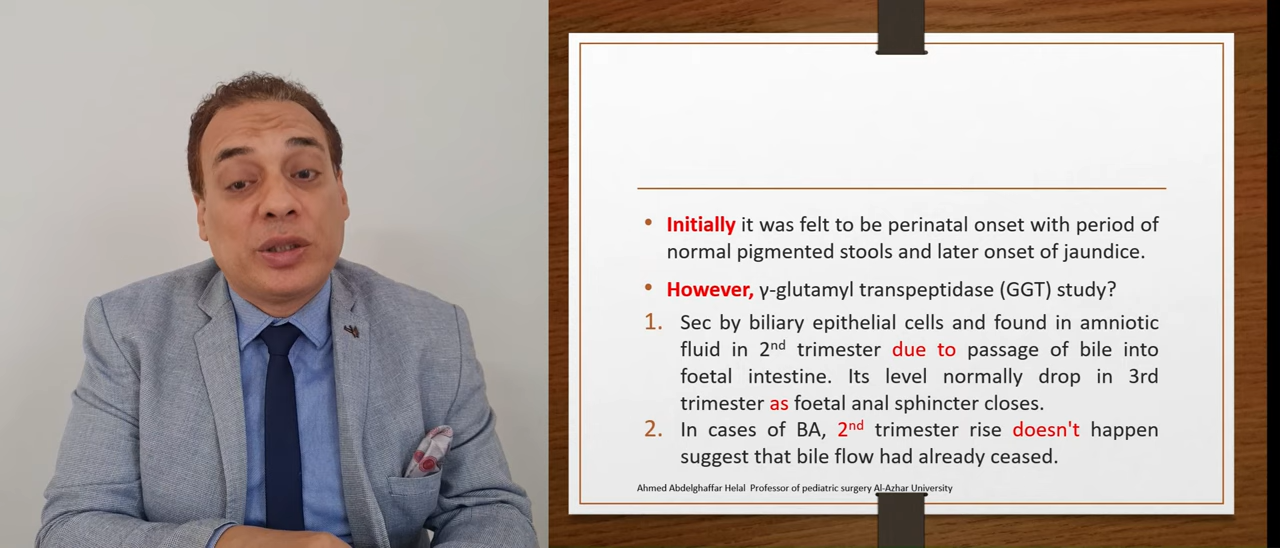 • Initially it was felt to be perinatal onset with period of
normal pigmented stools and later onset of jaundice.
• However, γ-glutamyl transpeptidase (GGT) study?
1. Sec by biliary epithelial cells and found in amniotic
fluid in 2nd trimester due to passage of bile into
foetal intestine. Its level normally drop in 3rd
trimester as foetal anal sphincter closes.
2. In cases of BA, 2nd trimester rise doesn't happen
suggest that bile flow had already ceased.
Ahmed Abdelghaffar Helal Professor of pediatric surgery Al-Azhar University